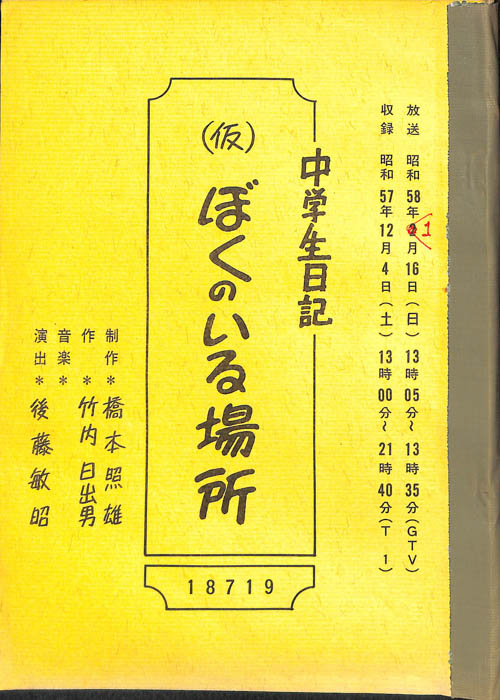 放送 昭和58年2月16日(日)13時05分〜13時35分(GTV)
1
収録 昭和57年12月4日(土)13時00分〜21時40分(T1)
中学生日記
(仮)ぼくのいる場所
制作*橋本照雄
作*竹内日出男
音楽*
演出*後藤敏昭
18719